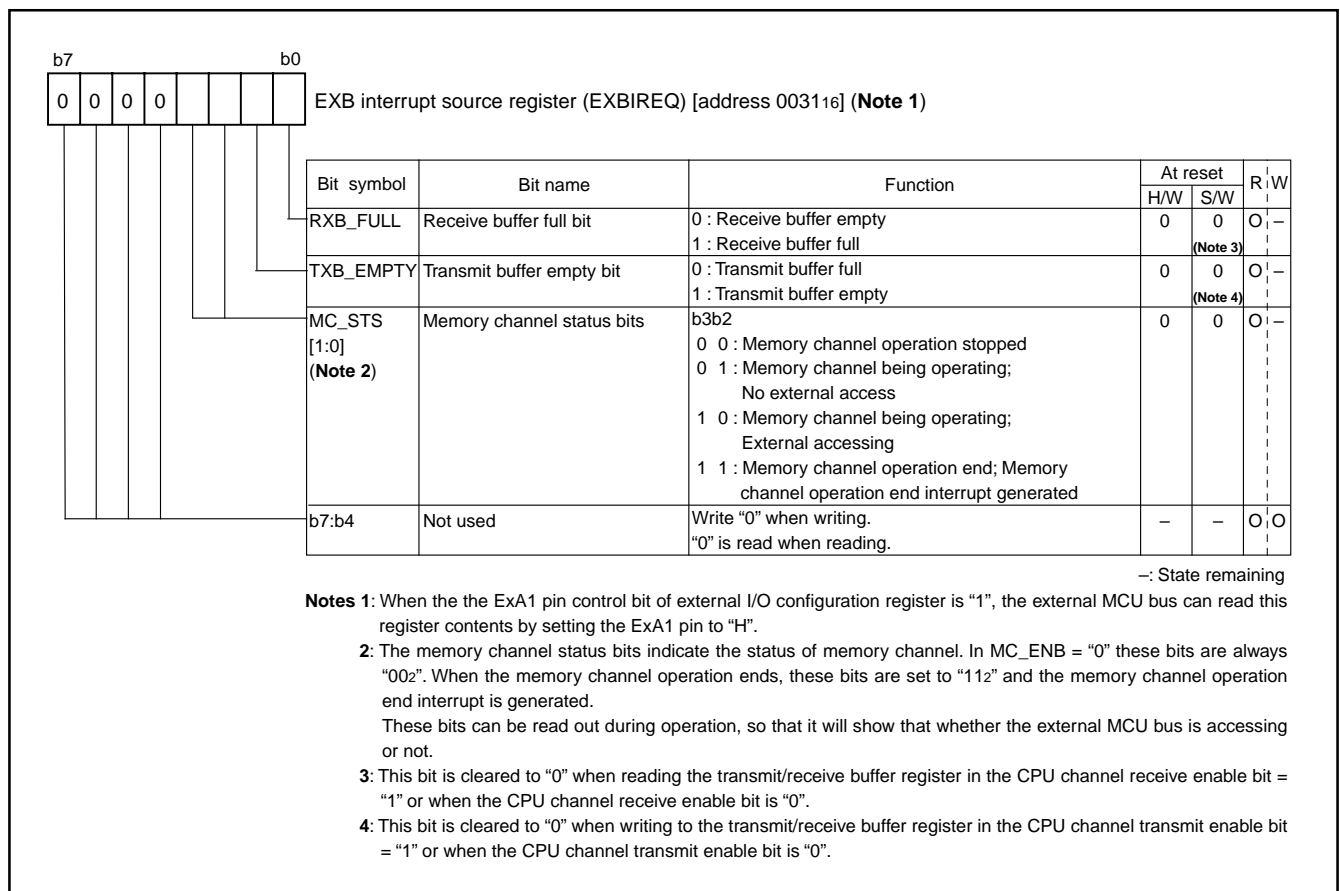 b7 b0
0 0 0 0 EXB interrupt source register (EXBIREQ) [address 003116] (Note 1)
Bit symbol Bit name Function At reset R W
H/W S/W
RXB_FULL Receive buffer full bit 0 : Receive buffer empty 0 0 O –
1 : Receive buffer full (Note 3)
TXB_EMPTY Transmit buffer empty bit 0 : Transmit buffer full 0 0 O –
1 : Transmit buffer empty (Note 4)
MC_STS Memory channel status bits b3b2 0 0 O –
[1:0] 0 0 : Memory channel operation stopped
(Note 2) 0 1 : Memory channel being operating;
No external access
1 0 : Memory channel being operating;
External accessing
1 1 : Memory channel operation end; Memory
channel operation end interrupt generated
b7:b4 Not used Write “0” when writing. – – O O
“0” is read when reading.
–: State remaining
Notes 1: When the the ExA1 pin control bit of external I/O configuration register is “1”, the external MCU bus can read this
register contents by setting the ExA1 pin to “H”.
2: The memory channel status bits indicate the status of memory channel. In MC_ENB = “0” these bits are always
“002”. When the memory channel operation ends, these bits are set to “112” and the memory channel operation
end interrupt is generated.
These bits can be read out during operation, so that it will show that whether the external MCU bus is accessing
or not.
3: This bit is cleared to “0” when reading the transmit/receive buffer register in the CPU channel receive enable bit =
“1” or when the CPU channel receive enable bit is “0”.
4: This bit is cleared to “0” when writing to the transmit/receive buffer register in the CPU channel transmit enable bit
= “1” or when the CPU channel transmit enable bit is “0”.